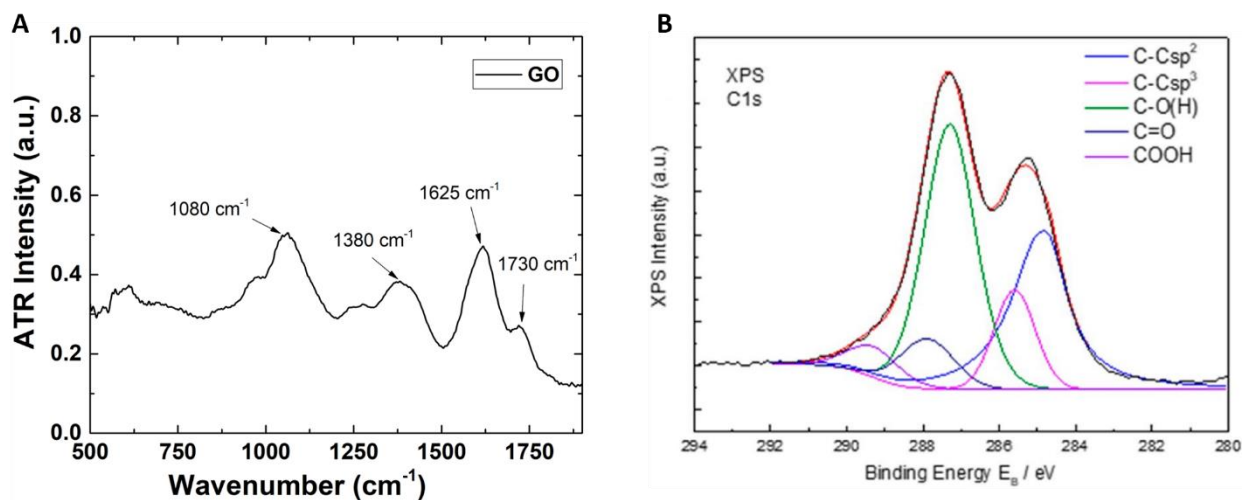 A
1.0
0.8
0.6
0.4
0.2
0.0
ATR Intensity (a.u.)
GO
1080 cm⁻¹
1380 cm⁻¹
1625 cm⁻¹
1730 cm⁻¹
500 750 1000 1250 1500 1750
Wavenumber (cm⁻¹)
B
XPS
C1s
C-Csp²
C-Csp³
C-O(H)
C=O
COOH
XPS Intensity (a.u.)
294 292 290 288 286 284 282 280
Binding Energy E_B / eV